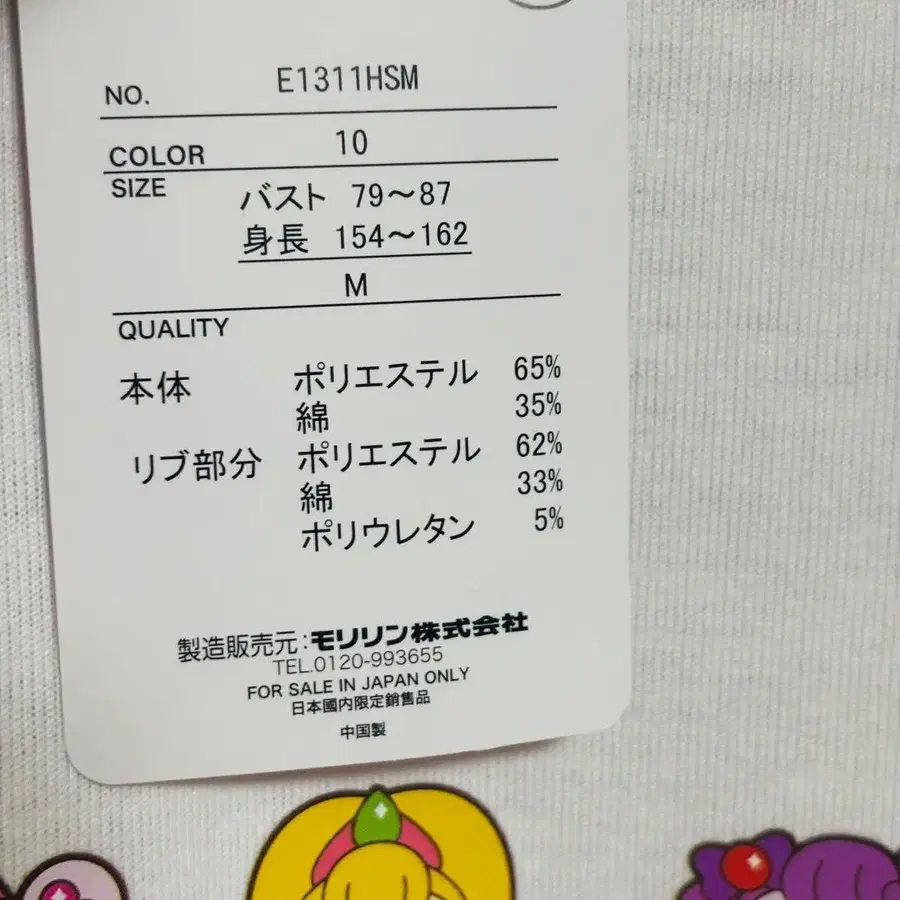 NO. E1311HSM
COLOR 10
SIZE バスト 79～87
身長 154～162
M
QUALITY
本体 ポリエステル 65%
綿 35%
リブ部分 ポリエステル 62%
綿 33%
ポリウレタン 5%
製造販売元:モリリン株式会社
TEL.0120-993655
FOR SALE IN JAPAN ONLY
日本國内限定銷售品
中国製